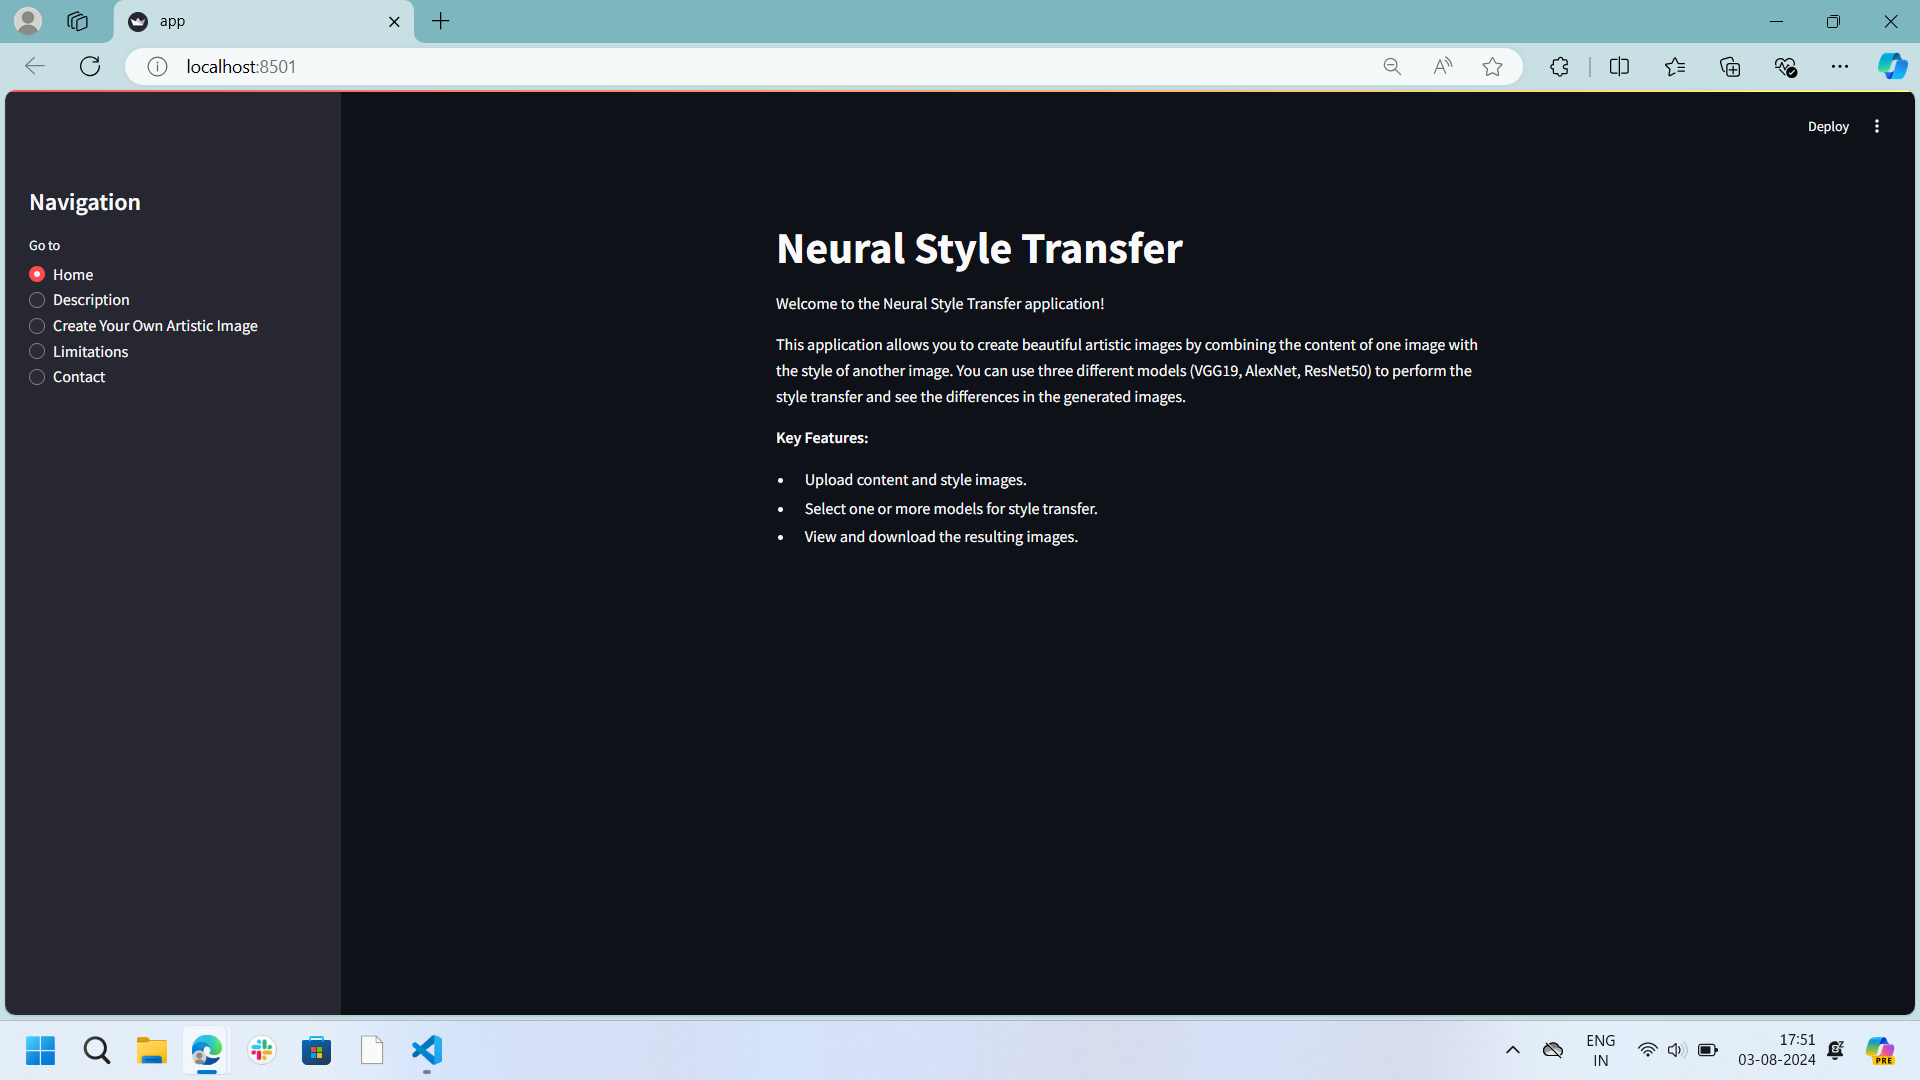 app
localhost:8501
Deploy
Navigation
Go to
Home
Description
Create Your Own Artistic Image
Limitations
Contact
Neural Style Transfer
Welcome to the Neural Style Transfer application!
This application allows you to create beautiful artistic images by combining the content of one image with
the style of another image. You can use three different models (VGG19, AlexNet, ResNet50) to perform the
style transfer and see the differences in the generated images.
Key Features:
• Upload content and style images.
• Select one or more models for style transfer.
• View and download the resulting images.
ENG
IN
17:51
03-08-2024
PRE